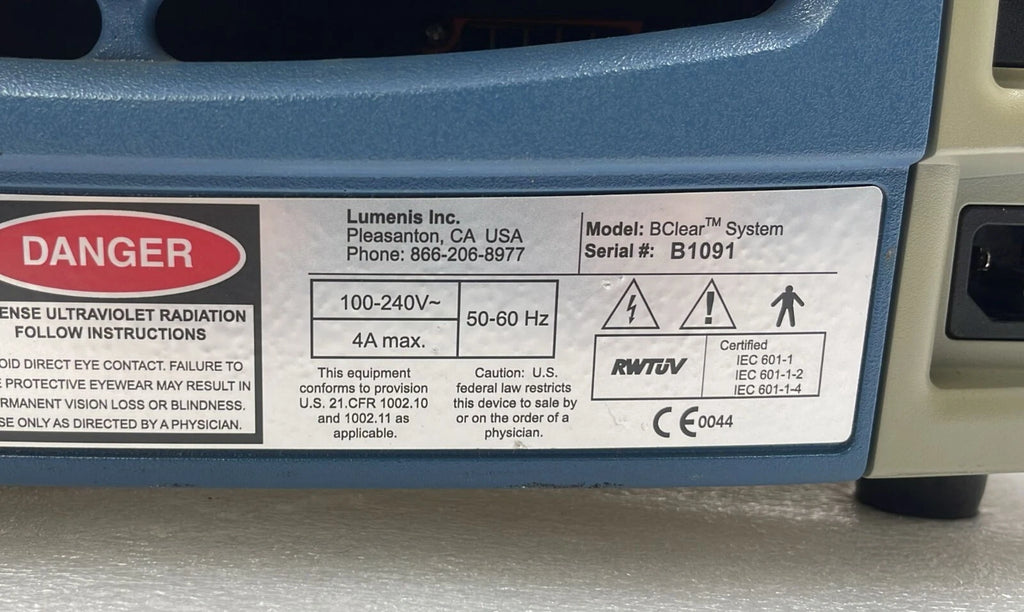 DANGER
ENSE ULTRAVIOLET RADIATION
FOLLOW INSTRUCTIONS
OID DIRECT EYE CONTACT. FAILURE TO
E PROTECTIVE EYEWEAR MAY RESULT IN
RMANENT VISION LOSS OR BLINDNESS.
SE ONLY AS DIRECTED BY A PHYSICIAN.
Lumenis Inc.
Pleasanton, CA USA
Phone: 866-206-8977
Model: BClear™ System
Serial #: B1091
100-240V~
4A max.
50-60 Hz
This equipment
conforms to provision
U.S. 21.CFR 1002.10
and 1002.11 as
applicable.
Caution: U.S.
federal law restricts
this device to sale by
or on the order of a
physician.
RWTÜV
Certified
IEC 601-1
IEC 601-1-2
IEC 601-1-4
CE0044